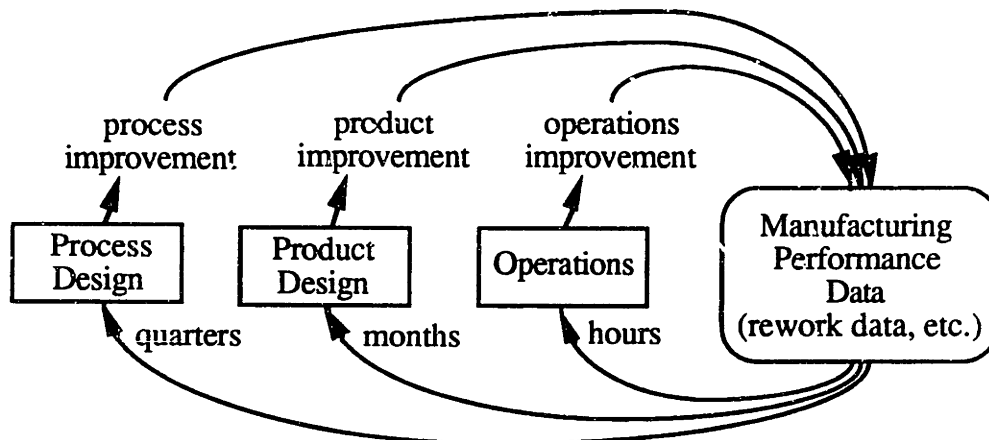 process
improvement
product
improvement
operations
improvement
Process
Design
Product
Design
Operations
Manufacturing
Performance
Data
(rework data, etc.)
quarters
months
hours